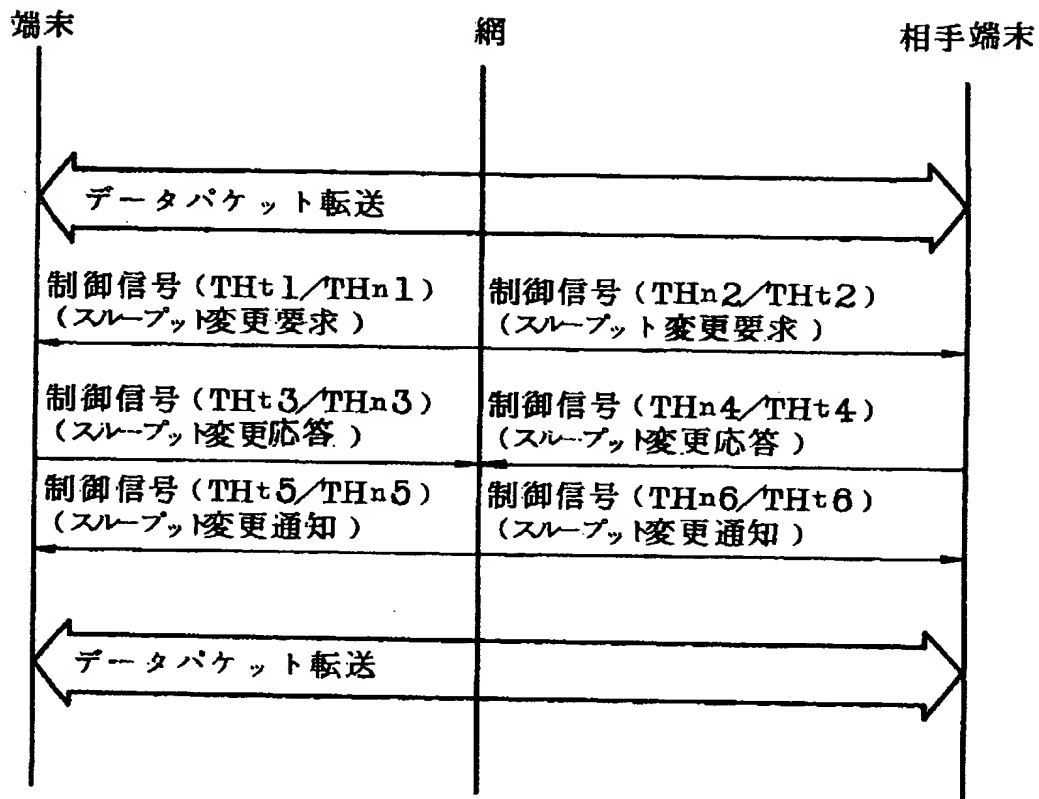 端末
網
相手端末
データパケット転送
制御信号(THt1/THn1)
(スループット変更要求)
制御信号(THn2/THt2)
(スループット変更要求)
制御信号(THt3/THn3)
(スループット変更応答)
制御信号(THn4/THt4)
(スループット変更応答)
制御信号(THt5/THn5)
(スループット変更通知)
制御信号(THn6/THt6)
(スループット変更通知)
データパケット転送